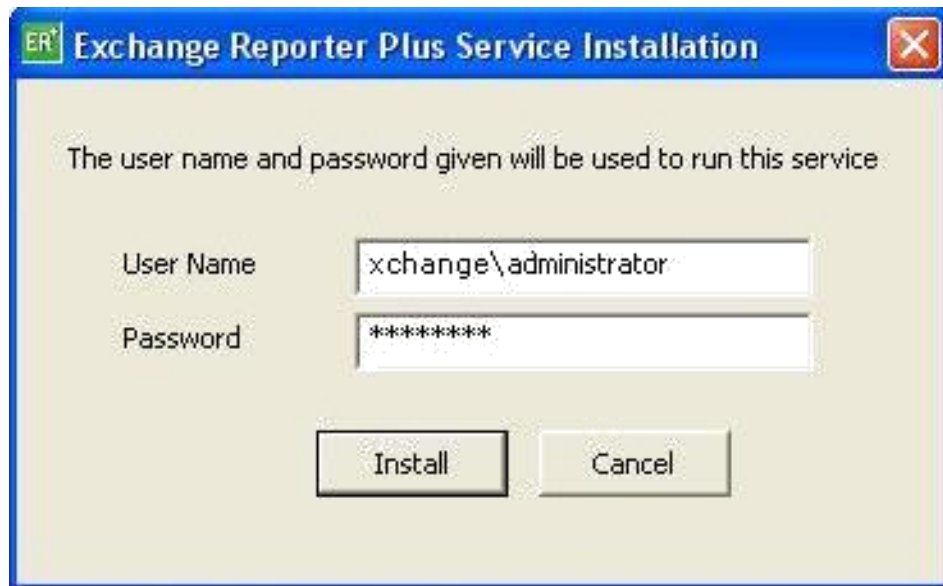 ER+ Exchange Reporter Plus Service Installation
The user name and password given will be used to run this service
User Name xchange\administrator
Password ********
Install Cancel